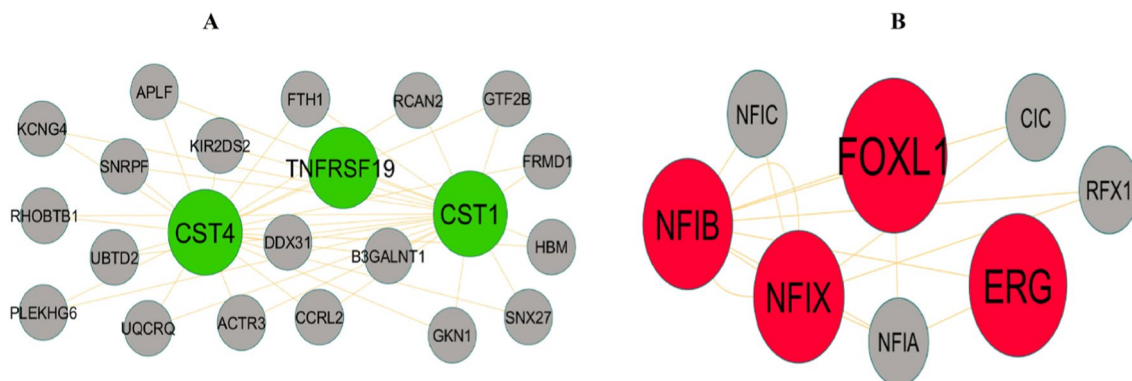 A
B
APLF
FTH1
RCAN2
GTF2B
KCNG4
KIR2DS2
SNRPF
TNFRSF19
FRMD1
RHOBTB1
CST4
CST1
UBTD2
DDX31
B3GALNT1
HBM
PLEKHG6
UQCRQ
ACTR3
CCRL2
GKN1
SNX27
NFIC
FOXL1
CIC
RFX1
NFIB
NFIX
ERG
NFIA